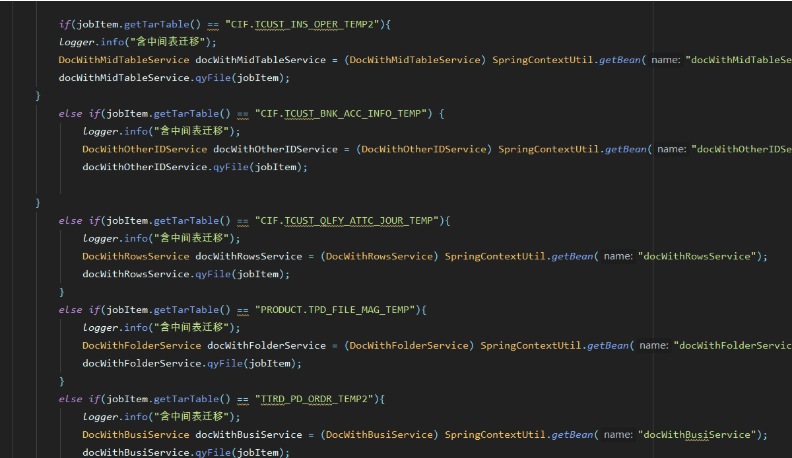 if(jobItem.getTarTable() == "CIF.TCUST_INS_OPER_TEMP2"){
logger.info("含中间表迁移");
DocWithMidTableService docWithMidTableService = (DocWithMidTableService) SpringContextUtil.getBean( name: "docWithMidTableSe
docWithMidTableService.qyFile(jobItem);
}
else if(jobItem.getTarTable() == "CIF.TCUST_BNK_ACC_INFO_TEMP") {
logger.info("含中间表迁移");
DocWithOtherIDService docWithOtherIDService = (DocWithOtherIDService) SpringContextUtil.getBean( name: "docWithOtherIDSe
docWithOtherIDService.qyFile(jobItem);
}
else if(jobItem.getTarTable() == "CIF.TCUST_QLFY_ATTC_JOUR_TEMP"){
logger.info("含中间表迁移");
DocWithRowsService docWithRowsService = (DocWithRowsService) SpringContextUtil.getBean( name: "docWithRowsService");
docWithRowsService.qyFile(jobItem);
}
else if(jobItem.getTarTable() == "PRODUCT.TPD_FILE_MAG_TEMP"){
logger.info("含中间表迁移");
DocWithFolderService docWithFolderService = (DocWithFolderService) SpringContextUtil.getBean( name: "docWithFolderServic
docWithFolderService.qyFile(jobItem);
}
else if(jobItem.getTarTable() == "TTRD_PD_ORDR_TEMP2"){
logger.info("含中间表迁移");
DocWithBusiService docWithBusiService = (DocWithBusiService) SpringContextUtil.getBean( name: "docWithBusiService");
docWithBusiService.qyFile(jobItem);